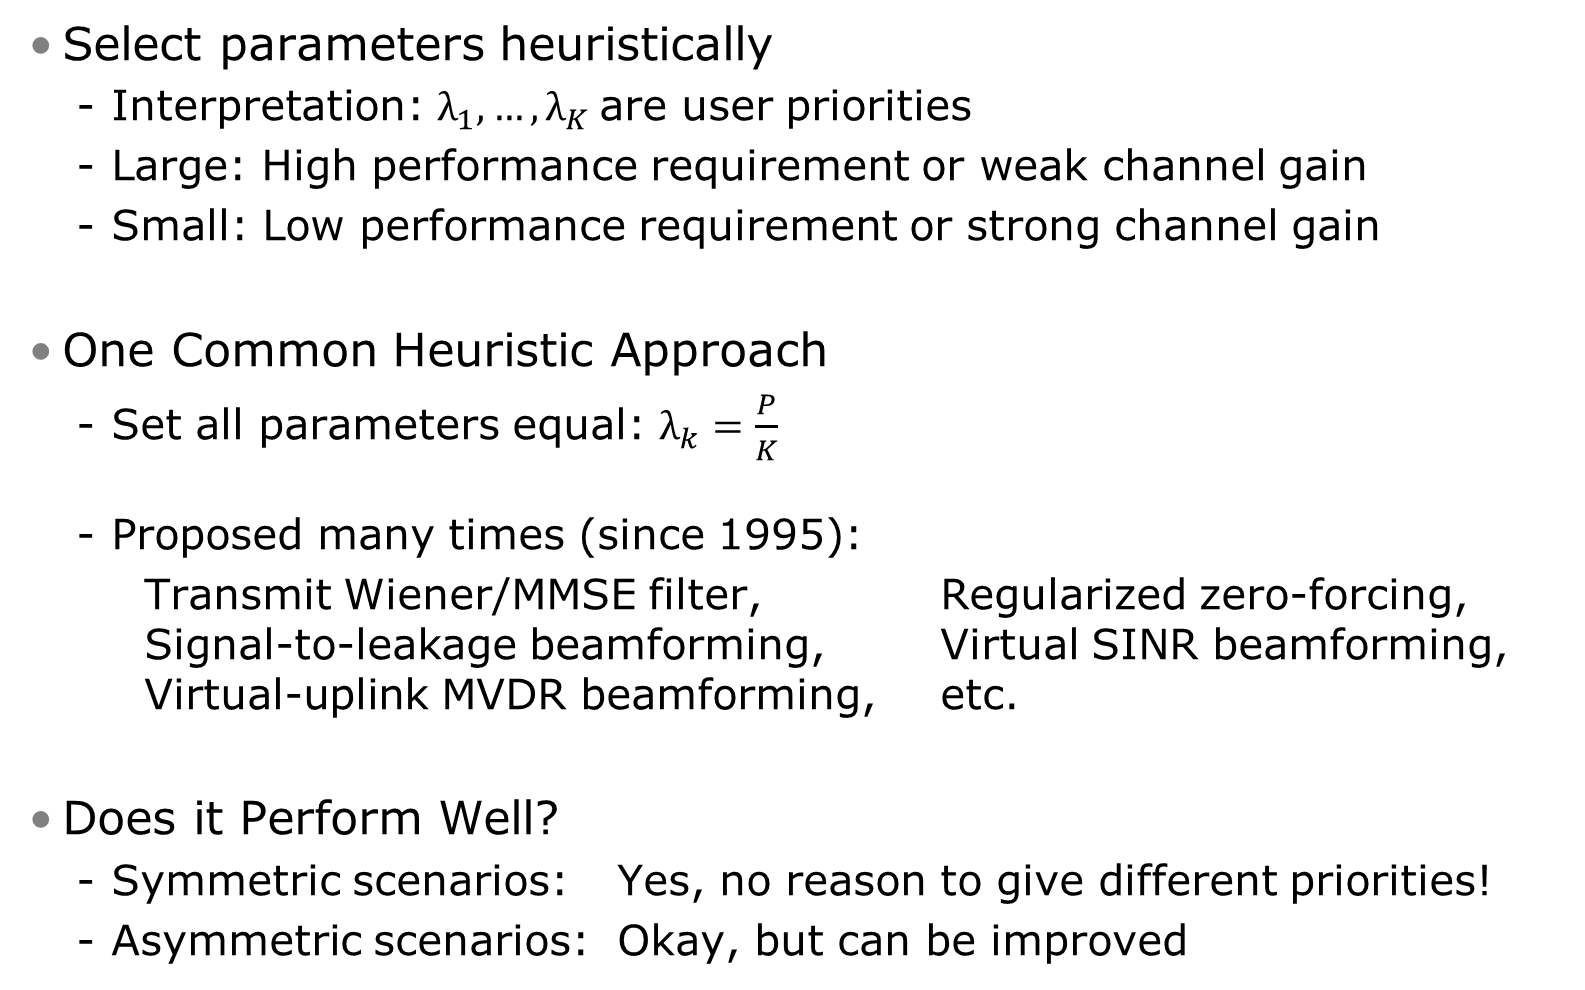 • Select parameters heuristically
- Interpretation: λ₁, …, λ_K are user priorities
- Large: High performance requirement or weak channel gain
- Small: Low performance requirement or strong channel gain
• One Common Heuristic Approach
- Set all parameters equal: λ_k = P/K
- Proposed many times (since 1995):
Transmit Wiener/MMSE filter, Regularized zero-forcing,
Signal-to-leakage beamforming, Virtual SINR beamforming,
Virtual-uplink MVDR beamforming, etc.
• Does it Perform Well?
- Symmetric scenarios: Yes, no reason to give different priorities!
- Asymmetric scenarios: Okay, but can be improved